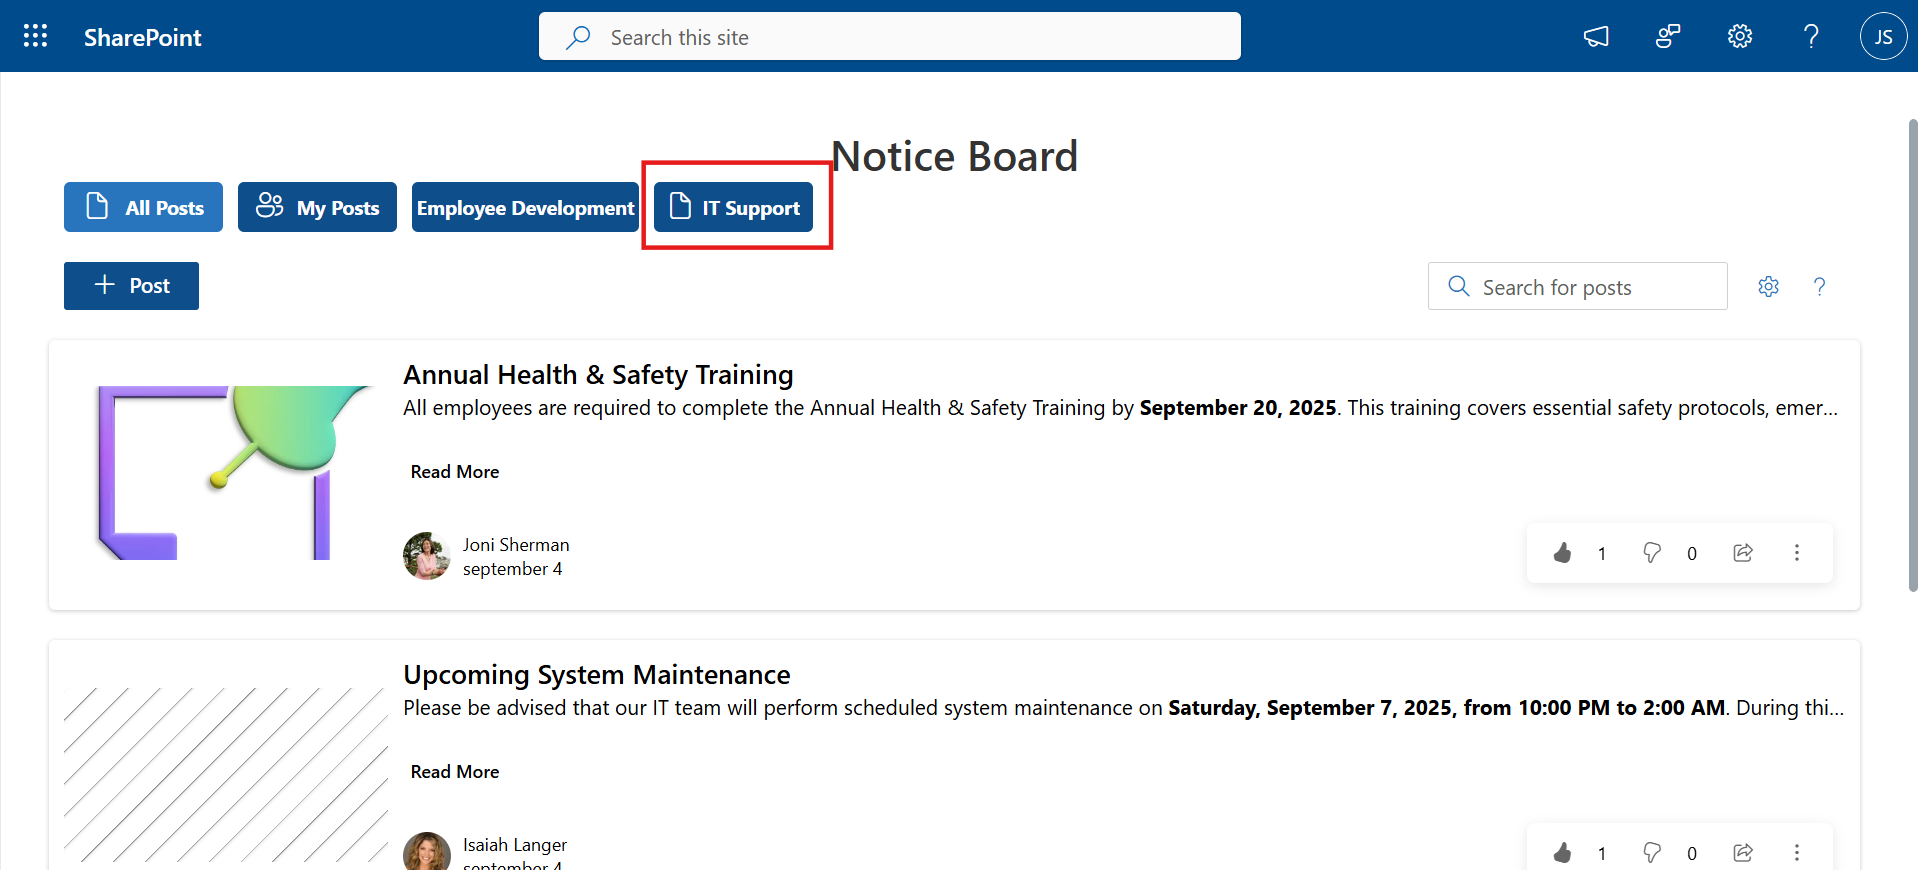 SharePoint
Search this site
JS
Notice Board
All Posts
My Posts
Employee Development
IT Support
Post
Search for posts
Annual Health & Safety Training
All employees are required to complete the Annual Health & Safety Training by September 20, 2025. This training covers essential safety protocols, emer...
Read More
Joni Sherman
september 4
1
0
Upcoming System Maintenance
Please be advised that our IT team will perform scheduled system maintenance on Saturday, September 7, 2025, from 10:00 PM to 2:00 AM. During thi...
Read More
Isaiah Langer
september 4
1
0